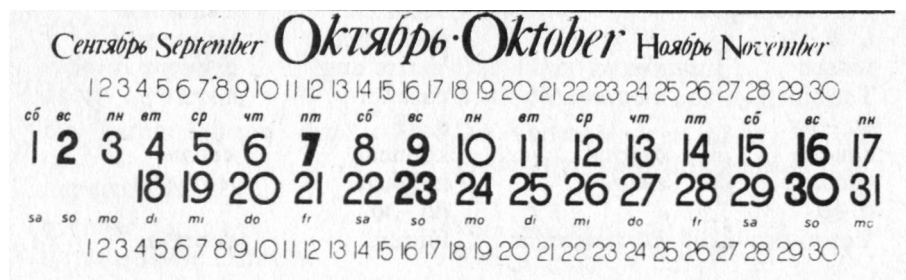 Сентябрь September Октябрь · Oktober Ноябрь November
1 2 3 4 5 6 7 8 9 10 11 12 13 14 15 16 17 18 19 20 21 22 23 24 25 26 27 28 29 30
сб вс пн вт ср чт пт сб вс пн вт ср чт пт сб вс пн
1 2 3 4 5 6 7 8 9 10 11 12 13 14 15 16 17
18 19 20 21 22 23 24 25 26 27 28 29 30 31
sa so mo di mi do fr sa so mo di mi do fr sa so mo
1 2 3 4 5 6 7 8 9 10 11 12 13 14 15 16 17 18 19 20 21 22 23 24 25 26 27 28 29 30